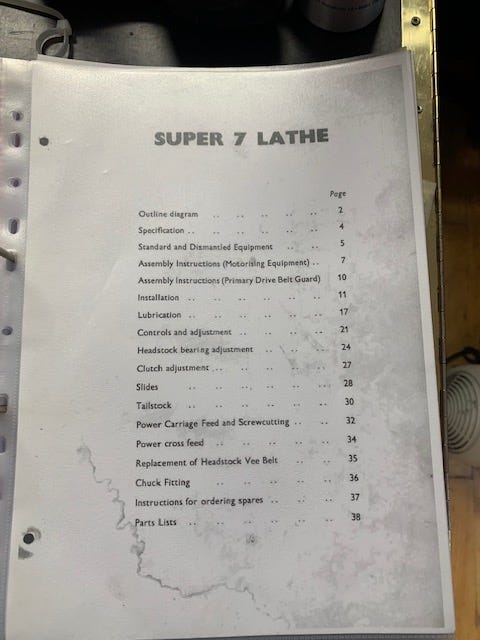 SUPER 7 LATHE
Page
Outline diagram .. .. .. .. .. 2
Specification .. .. .. .. .. .. 4
Standard and Dismantled Equipment .. .. 5
Assembly Instructions (Motorising Equipment) .. 7
Assembly Instructions (Primary Drive Belt Guard) 10
Installation .. .. .. .. .. .. 11
Lubrication .. .. .. .. .. .. 17
Controls and adjustment .. .. .. .. 21
Headstock bearing adjustment .. .. .. 24
Clutch adjustment .. .. .. .. .. 27
Slides .. .. .. .. .. .. 28
Tailstock .. .. .. .. .. .. 30
Power Carriage Feed and Screwcutting .. .. 32
Power cross feed .. .. .. .. .. 34
Replacement of Headstock Vee Belt .. .. 35
Chuck Fitting .. .. .. .. .. 36
Instructions for ordering spares .. .. .. 37
Parts Lists .. .. .. .. .. .. 38